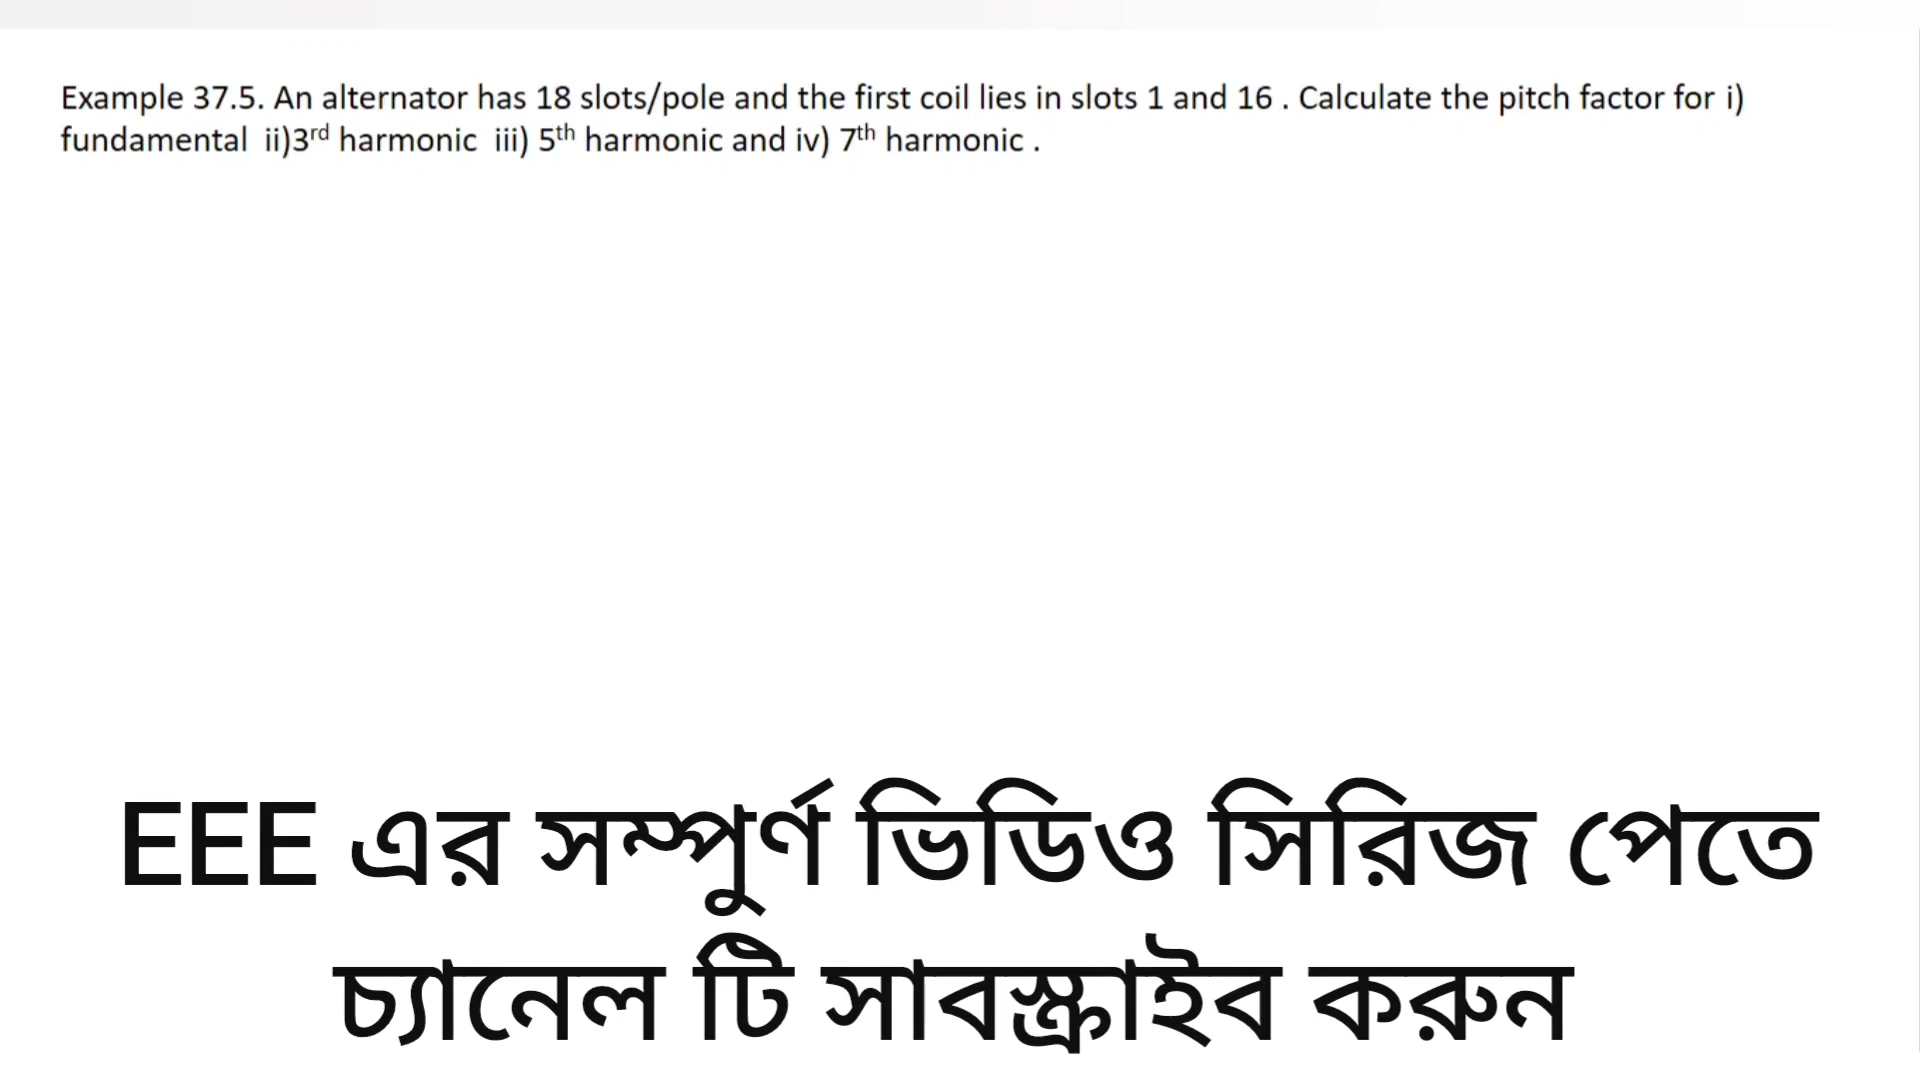 Example 37.5. An alternator has 18 slots/pole and the first coil lies in slots 1 and 16 . Calculate the pitch factor for i)
fundamental ii)3rd harmonic iii) 5th harmonic and iv) 7th harmonic .
EEE এর সম্পুর্ণ ভিডিও সিরিজ পেতে
চ্যানেল টি সাবস্ক্রাইব করুন